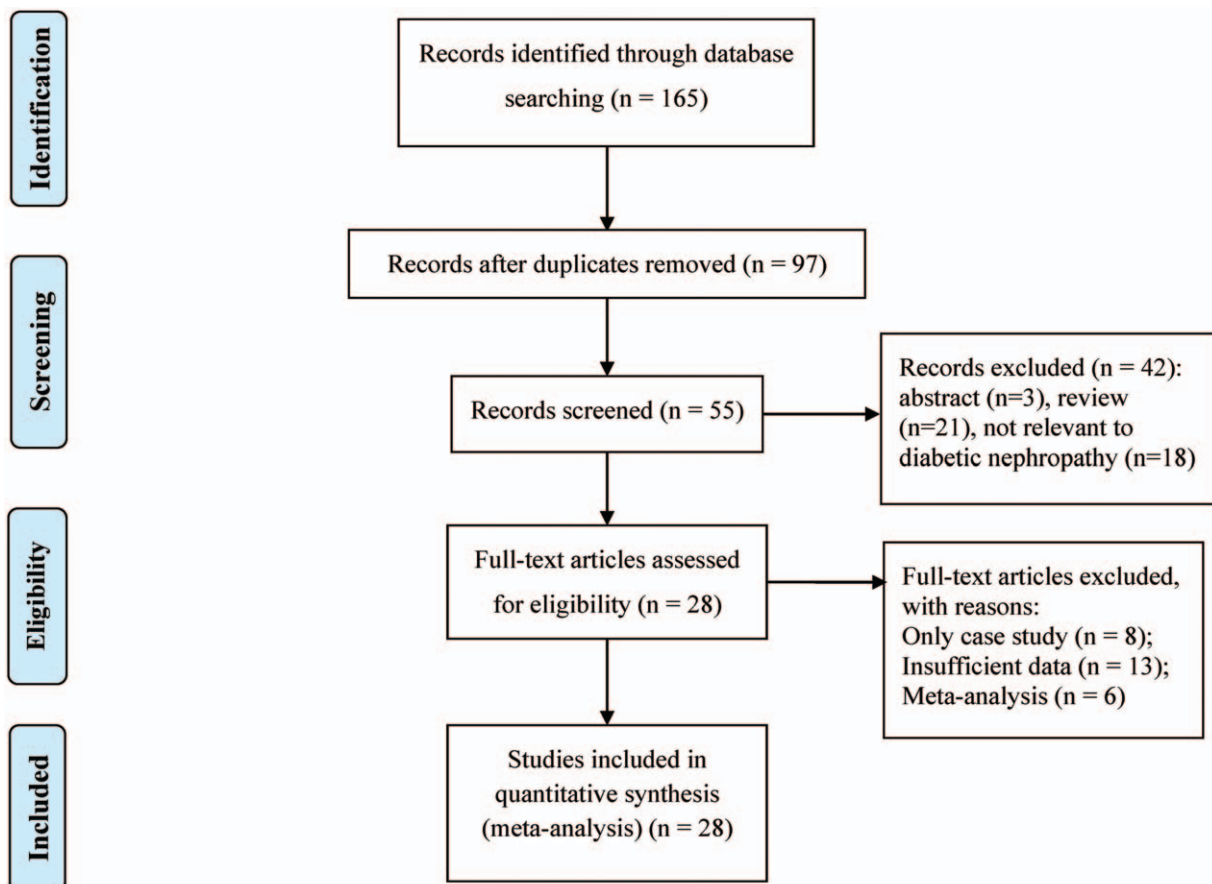 Identification
Records identified through database
searching (n = 165)
Records after duplicates removed (n = 97)
Screening
Records screened (n = 55)
Records excluded (n = 42):
abstract (n=3), review
(n=21), not relevant to
diabetic nephropathy (n=18)
Eligibility
Full-text articles assessed
for eligibility (n = 28)
Full-text articles excluded,
with reasons:
Only case study (n = 8);
Insufficient data (n = 13);
Meta-analysis (n = 6)
Included
Studies included in
quantitative synthesis
(meta-analysis) (n = 28)